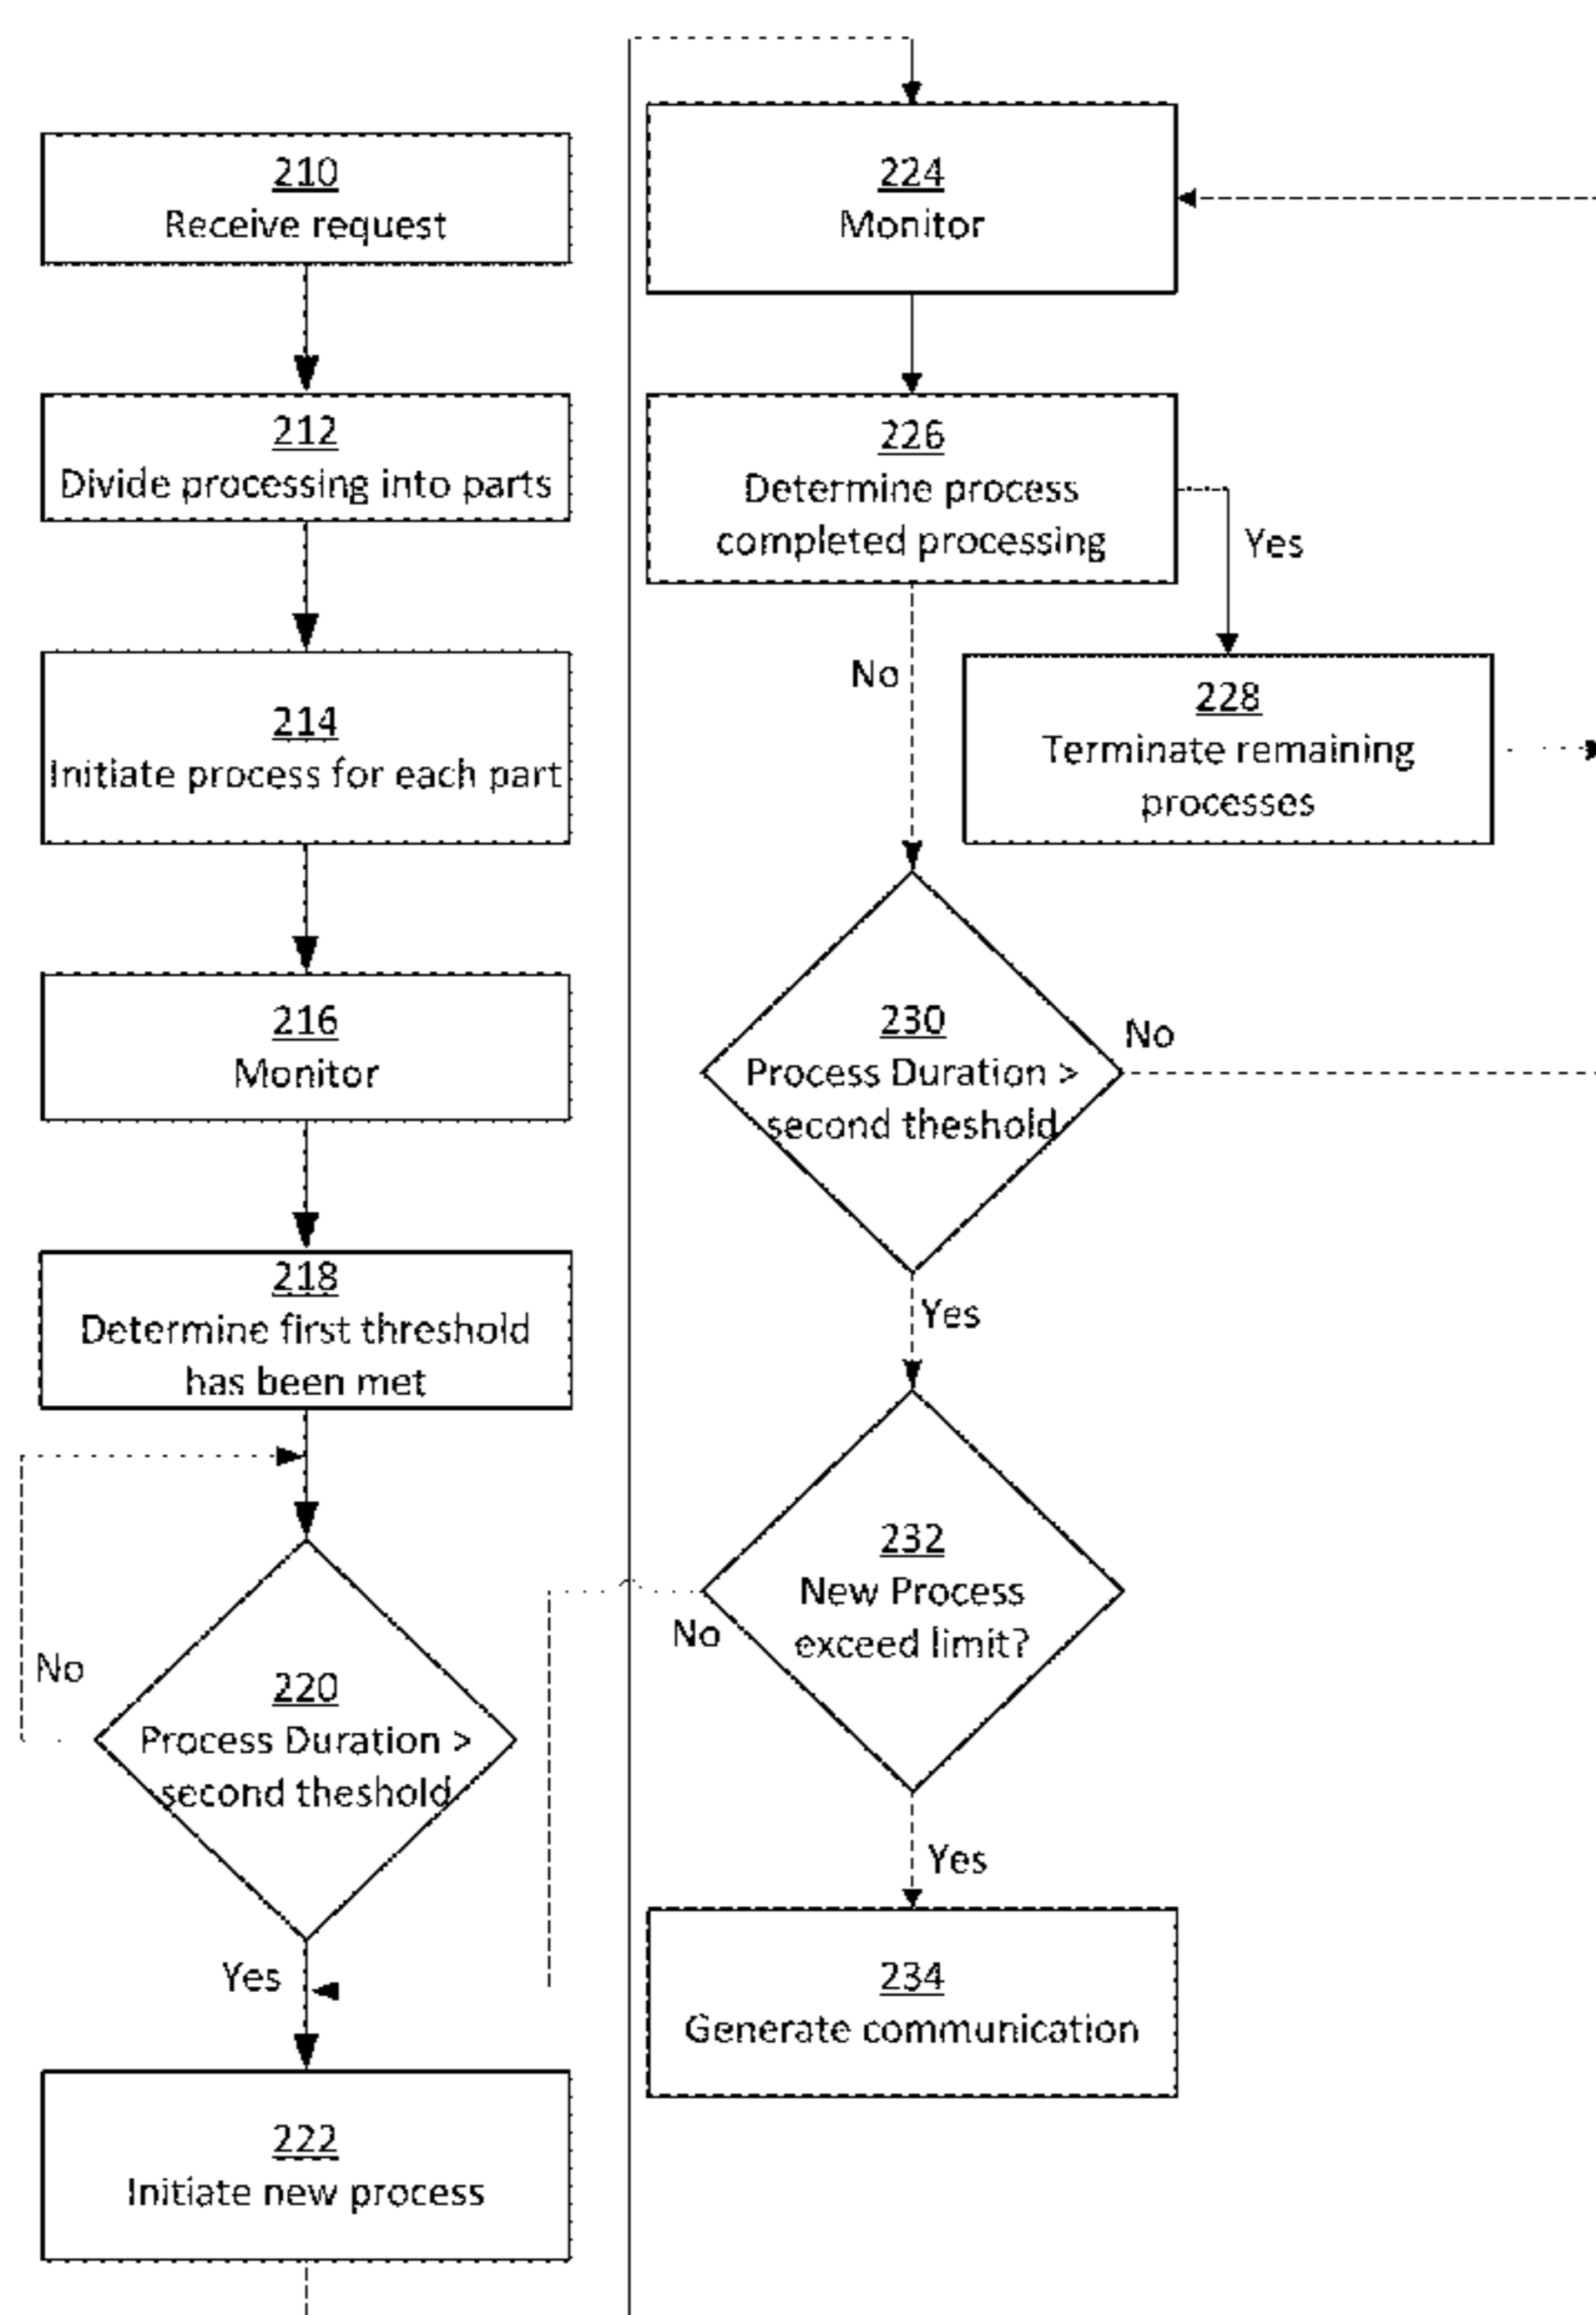 210
Receive request
212
Divide processing into parts
214
Initiate process for each part
216
Monitor
218
Determine first threshold
has been met
No
220
Process Duration >
second theshold
Yes
222
Initiate new process
224
Monitor
226
Determine process
completed processing
Yes
No
228
Terminate remaining
processes
230
Process Duration >
second theshold
No
Yes
232
New Process
exceed limit?
No
Yes
234
Generate communication